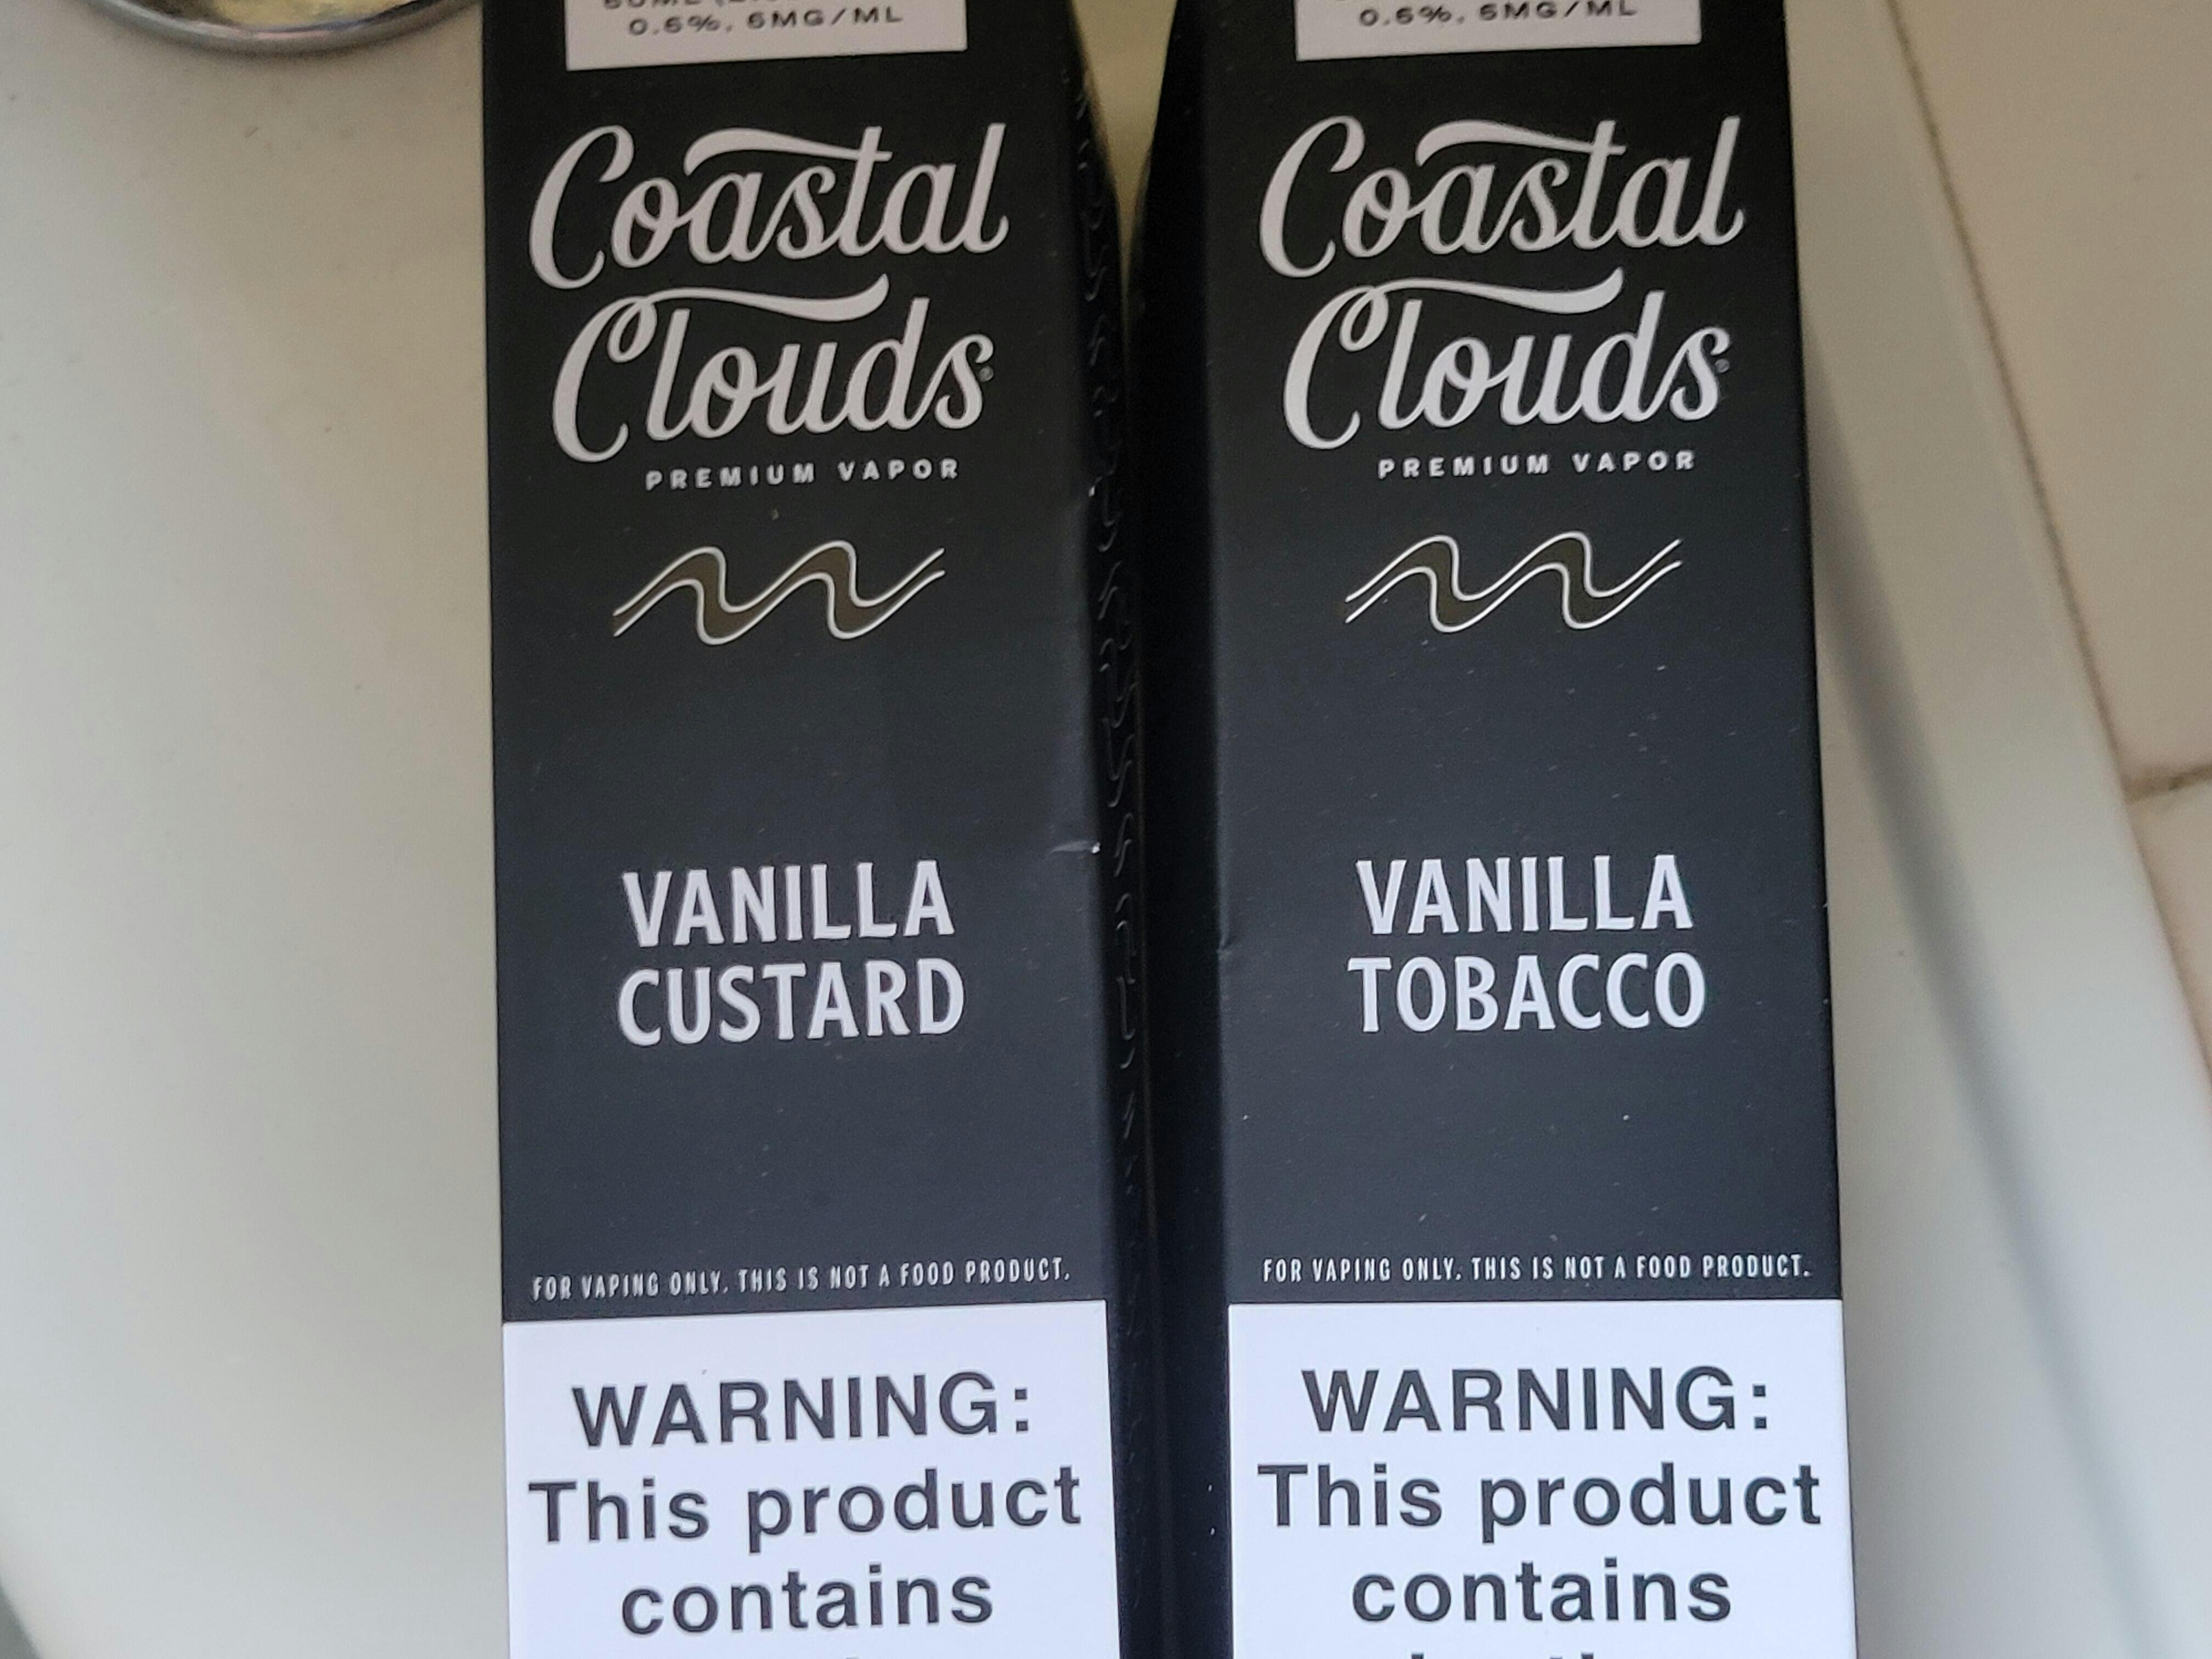 0.6%, 6MG/ML
Coastal
Clouds
PREMIUM VAPOR
VANILLA
CUSTARD
FOR VAPING ONLY. THIS IS NOT A FOOD PRODUCT.
WARNING:
This product
contains
0.6%, 6MG/ML
Coastal
Clouds
PREMIUM VAPOR
VANILLA
TOBACCO
FOR VAPING ONLY. THIS IS NOT A FOOD PRODUCT.
WARNING:
This product
contains